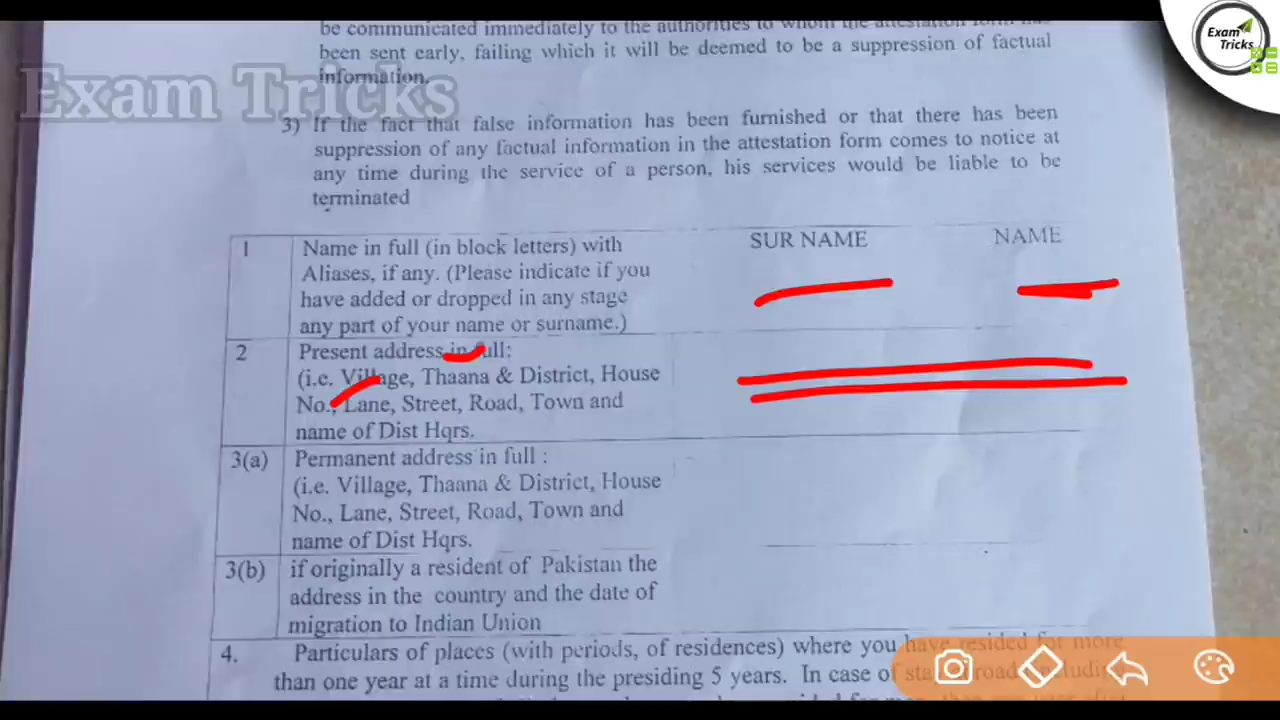 be communicated immediately to the authorities to whom the attestation form has
been sent early, failing which it will be deemed to be a suppression of factual
information.
Exam Tricks
Exam
Tricks
3) If the fact that false information has been furnished or that there has been
suppression of any factual information in the attestation form comes to notice at
any time during the service of a person, his services would be liable to be
terminated
1 Name in full (in block letters) with SUR NAME NAME
Aliases, if any. (Please indicate if you
have added or dropped in any stage
any part of your name or surname.)
2 Present address in full:
(i.e. Village, Thaana & District, House
No., Lane, Street, Road, Town and
name of Dist Hqrs.
3(a) Permanent address in full :
(i.e. Village, Thaana & District, House
No., Lane, Street, Road, Town and
name of Dist Hqrs.
3(b) if originally a resident of Pakistan the
address in the country and the date of
migration to Indian Union
4. Particulars of places (with periods, of residences) where you have resided for more
than one year at a time during the presiding 5 years. In case of